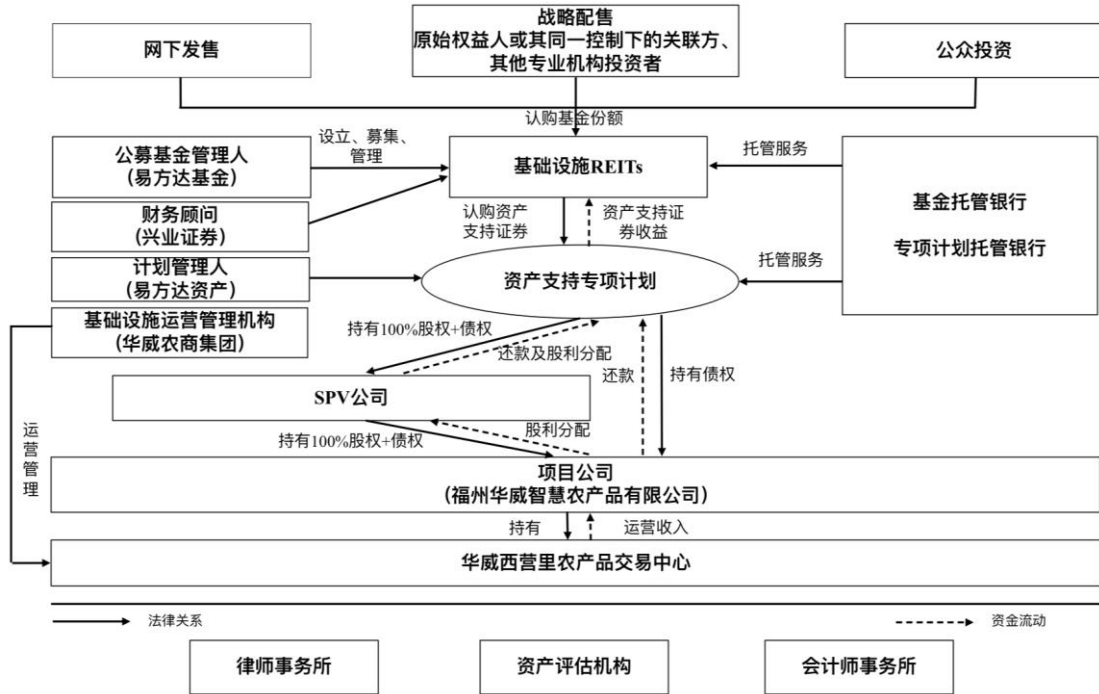 战略配售
原始权益人或其同一控制下的关联方、
其他专业机构投资者
网下发售
公众投资
认购基金份额
设立、募集、
管理
公募基金管理人
(易方达基金)
基础设施REITs
托管服务
财务顾问
(兴业证券)
认购资产
支持证券
资产支持证
券收益
基金托管银行
专项计划托管银行
计划管理人
(易方达资产)
资产支持专项计划
托管服务
基础设施运营管理机构
(华威农商集团)
持有100%股权+债权
还款及股利分配
还款
持有债权
SPV公司
运
营
管
理
持有100%股权+债权
股利分配
项目公司
(福州华威智慧农产品有限公司)
持有
运营收入
华威西营里农产品交易中心
法律关系
资金流动
律师事务所
资产评估机构
会计师事务所